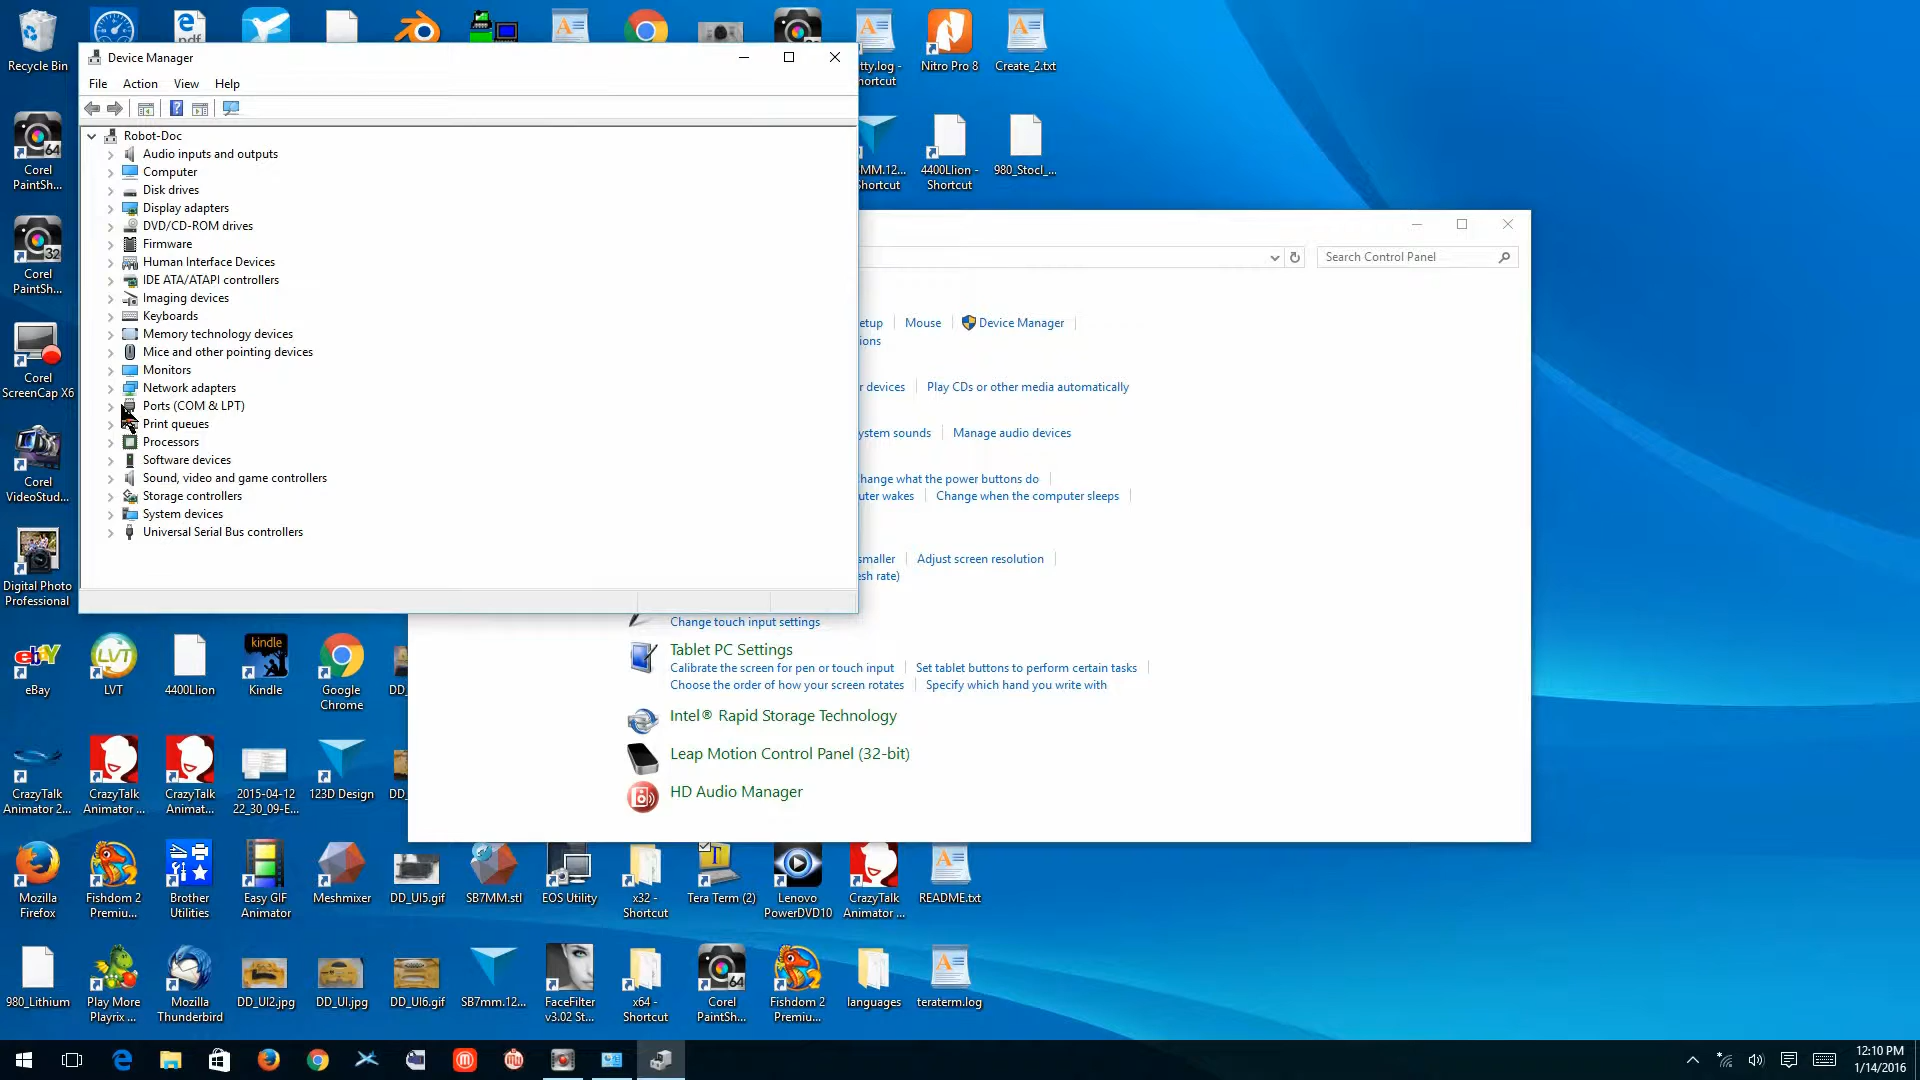 Device Manager
File Action View Help
Robot-Doc
Audio inputs and outputs
Computer
Disk drives
Display adapters
DVD/CD-ROM drives
Firmware
Human Interface Devices
IDE ATA/ATAPI controllers
Imaging devices
Keyboards
Memory technology devices
Mice and other pointing devices
Monitors
Network adapters
Ports (COM & LPT)
Print queues
Processors
Software devices
Sound, video and game controllers
Storage controllers
System devices
Universal Serial Bus controllers
Search Control Panel
etup Mouse Device Manager
ions
r devices Play CDs or other media automatically
ystem sounds Manage audio devices
hange what the power buttons do
uter wakes Change when the computer sleeps
smaller Adjust screen resolution
esh rate)
Change touch input settings
Tablet PC Settings
Calibrate the screen for pen or touch input Set tablet buttons to perform certain tasks
Choose the order of how your screen rotates Specify which hand you write with
Intel® Rapid Storage Technology
Leap Motion Control Panel (32-bit)
HD Audio Manager
pdf
Recycle Bin
tty.log -
hortcut
Nitro Pro 8
Create_2.txt
64
Corel
PaintSh...
MM.12...
Shortcut
4400LIion -
Shortcut
980_Stocl_...
32
Corel
PaintSh...
Corel
ScreenCap X6
Corel
VideoStud...
Digital Photo
Professional
ebY
eBay
LVT
LVT
4400LIion
kindle
Kindle
Google
Chrome
DD_
CrazyTalk
Animator 2...
CrazyTalk
Animator ...
CrazyTalk
Animat...
2015-04-12
22_30_09-E...
123D Design
DD_
Mozilla
Firefox
Fishdom 2
Premiu...
Brother
Utilities
Easy GIF
Animator
Meshmixer
DD_UI5.gif
SB7MM.stl
EOS Utility
x32 -
Shortcut
T
Tera Term (2)
Lenovo
PowerDVD10
CrazyTalk
Animator ...
README.txt
980_Lithium
Play More
Playrix ...
Mozilla
Thunderbird
DD_UI2.jpg
DD_UI.jpg
DD_UI6.gif
SB7mm.12...
FaceFilter
v3.02 St...
x64 -
Shortcut
64
Corel
PaintSh...
Fishdom 2
Premiu...
languages
teraterm.log
12:10 PM
1/14/2016